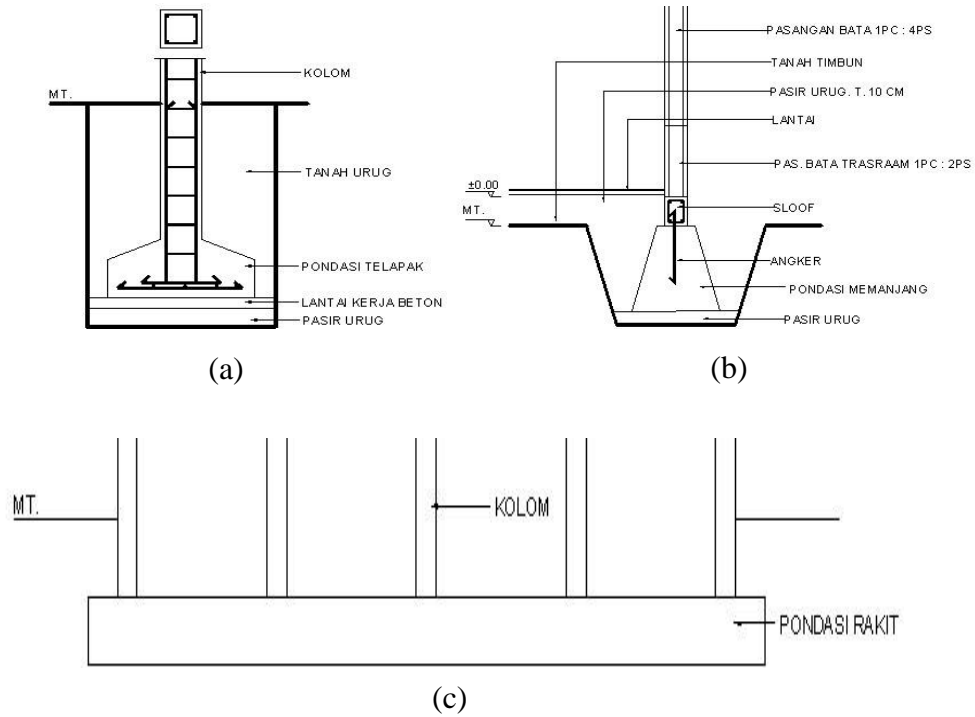 MT.
KOLOM
TANAH URUG
PONDASI TELAPAK
LANTAI KERJA BETON
PASIR URUG
(a)
PASANGAN BATA 1PC : 4PS
TANAH TIMBUN
PASIR URUG. T. 10 CM
LANTAI
PAS. BATA TRASRAAM 1PC : 2PS
±0.00
MT.
SLOOF
ANGKER
PONDASI MEMANJANG
PASIR URUG
(b)
MT.
KOLOM
PONDASI RAKIT
(c)